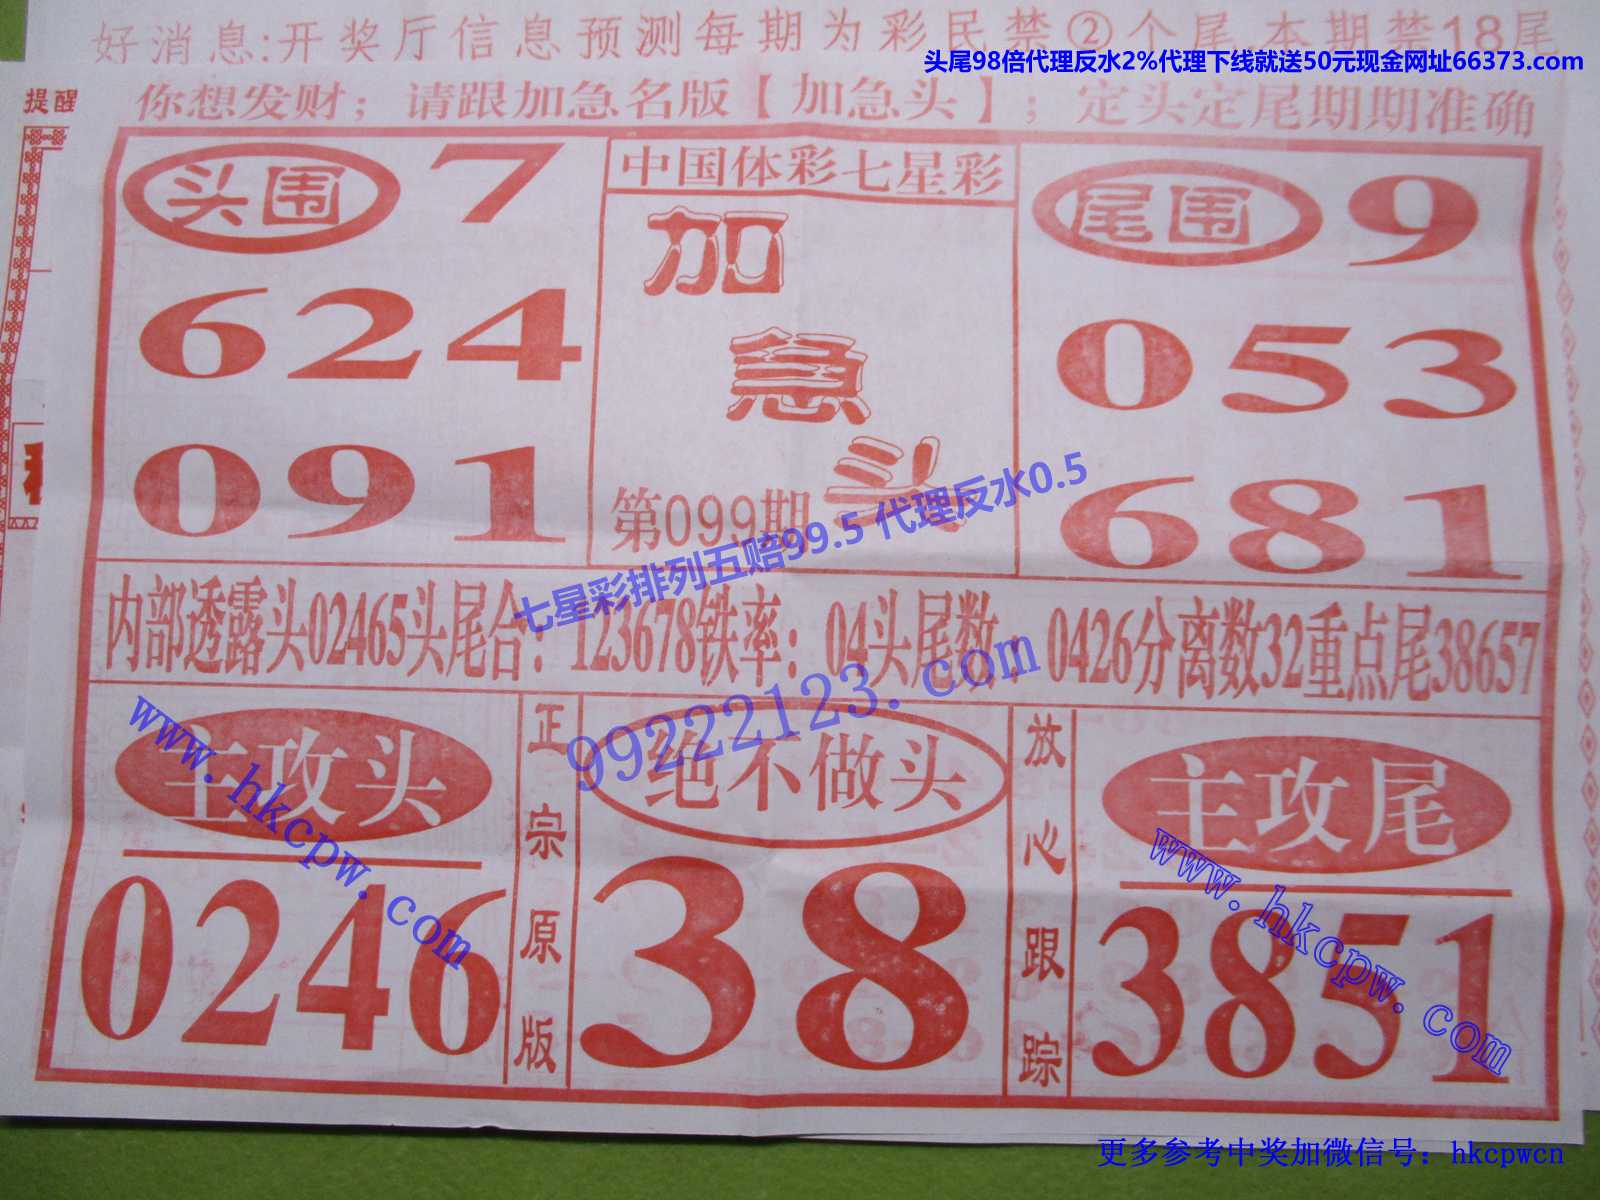 好消息:开奖厅信息预测每期为彩民禁②个尾.本期禁18尾
头尾98倍代理反水2%代理下线就送50元现金网址66373.com
提醒
你想发财；请跟加急名版【加急头】；定头定尾期期准确
头围 7
624
091
中国体彩七星彩
加
急
头
第099期
尾围 9
053
681
七星彩排列五赔99.5 代理反水0.5
内部透露头02465头尾合：123678铁率：04头尾数：0426分离数32重点尾38657
99222123.com
www.hkcpw.com
主攻头
0246
正宗原版
绝不做头
38
放心跟踪
主攻尾
3851
www.hkcpw.com
更多参考中奖加微信号：hkcpwcn